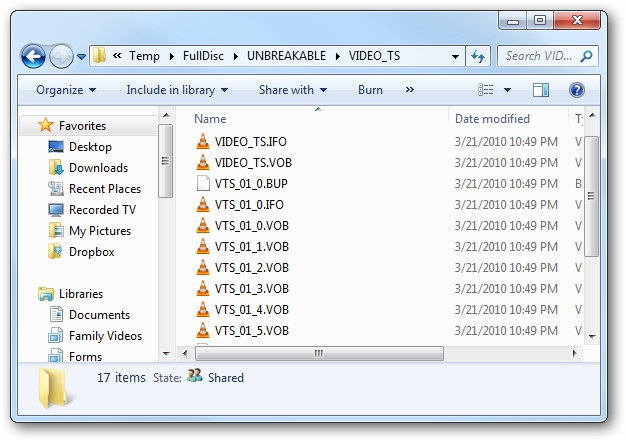 « Temp ▸ FullDisc ▸ UNBREAKABLE ▸ VIDEO_TS
Search VID...
Organize
Include in library
Share with
Burn
»
Name
Date modified
Ty
Favorites
Desktop
Downloads
Recent Places
Recorded TV
My Pictures
Dropbox
Libraries
Documents
Family Videos
Forms
VIDEO_TS.IFO 3/21/2010 10:49 PM V
VIDEO_TS.VOB 3/21/2010 10:49 PM V
VTS_01_0.BUP 3/21/2010 10:49 PM B
VTS_01_0.IFO 3/21/2010 10:49 PM V
VTS_01_0.VOB 3/21/2010 10:49 PM V
VTS_01_1.VOB 3/21/2010 10:49 PM V
VTS_01_2.VOB 3/21/2010 10:49 PM V
VTS_01_3.VOB 3/21/2010 10:49 PM V
VTS_01_4.VOB 3/21/2010 10:49 PM V
VTS_01_5.VOB 3/21/2010 10:49 PM V
17 items State: Shared